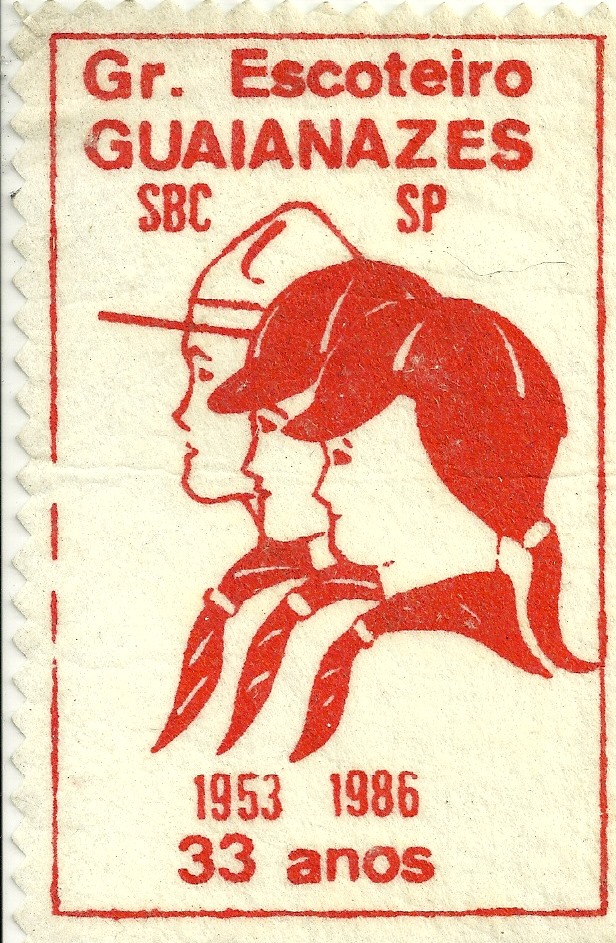 Gr. Escoteiro
GUAIANAZES
SBC SP
1953 1986
33 anos